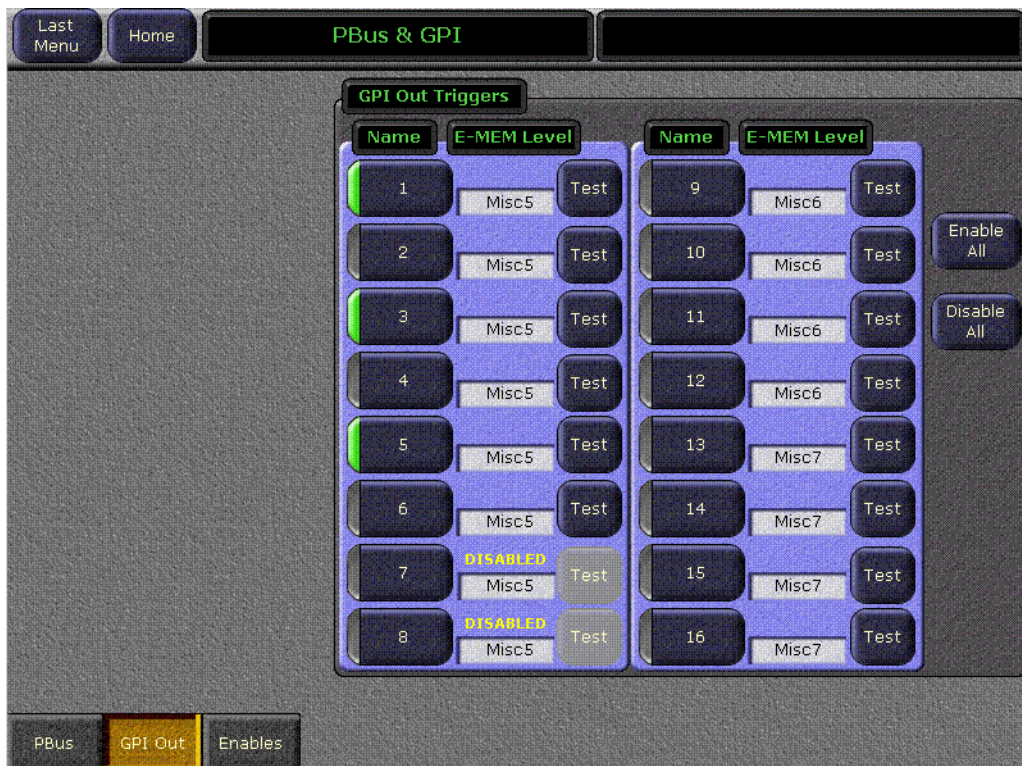 Last Menu
Home
PBus & GPI
GPI Out Triggers
Name E-MEM Level Name E-MEM Level
1 Misc5 Test 9 Misc6 Test
2 Misc5 Test 10 Misc6 Test
Enable All
3 Misc5 Test 11 Misc6 Test
Disable All
4 Misc5 Test 12 Misc6 Test
5 Misc5 Test 13 Misc7 Test
6 Misc5 Test 14 Misc7 Test
7 DISABLED Misc5 Test 15 Misc7 Test
8 DISABLED Misc5 Test 16 Misc7 Test
PBus GPI Out Enables